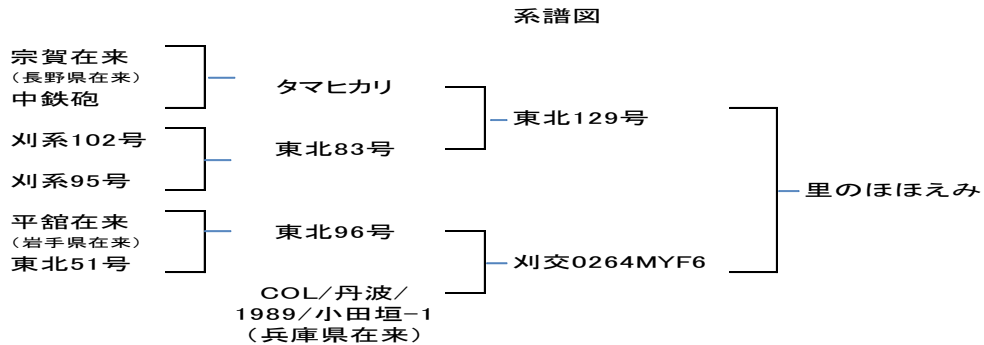 系譜図
宗賀在来
（長野県在来）
中鉄砲
タマヒカリ
刈系102号
刈系95号
東北83号
東北129号
平舘在来
（岩手県在来）
東北51号
東北96号
COL/丹波/
1989/小田垣-1
（兵庫県在来）
刈交0264MYF6
里のほほえみ